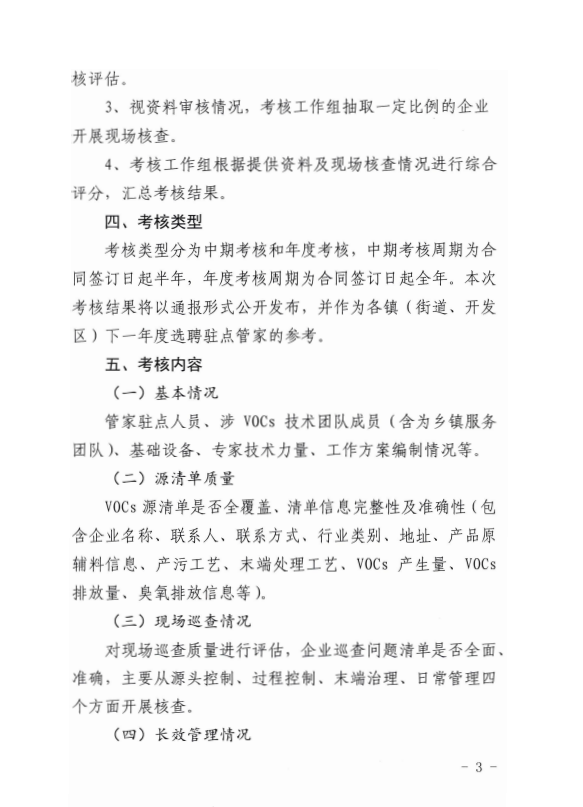 核评估。
3、视资料审核情况，考核工作组抽取一定比例的企业
开展现场核查。
4、考核工作组根据提供资料及现场核查情况进行综合
评分，汇总考核结果。
四、考核类型
考核类型分为中期考核和年度考核，中期考核周期为合
同签订日起半年，年度考核周期为合同签订日起全年。本次
考核结果将以通报形式公开发布，并作为各镇（街道、开发
区）下一年度选聘驻点管家的参考。
五、考核内容
（一）基本情况
管家驻点人员、涉 VOCs 技术团队成员（含为乡镇服务
团队）、基础设备、专家技术力量、工作方案编制情况等。
（二）源清单质量
VOCs 源清单是否全覆盖、清单信息完整性及准确性（包
含企业名称、联系人、联系方式、行业类别、地址、产品原
辅料信息、产污工艺、末端处理工艺、VOCs 产生量、VOCs
排放量、臭氧排放信息等）。
（三）现场巡查情况
对现场巡查质量进行评估，企业巡查问题清单是否全面、
准确，主要从源头控制、过程控制、末端治理、日常管理四
个方面开展核查。
（四）长效管理情况
- 3 -